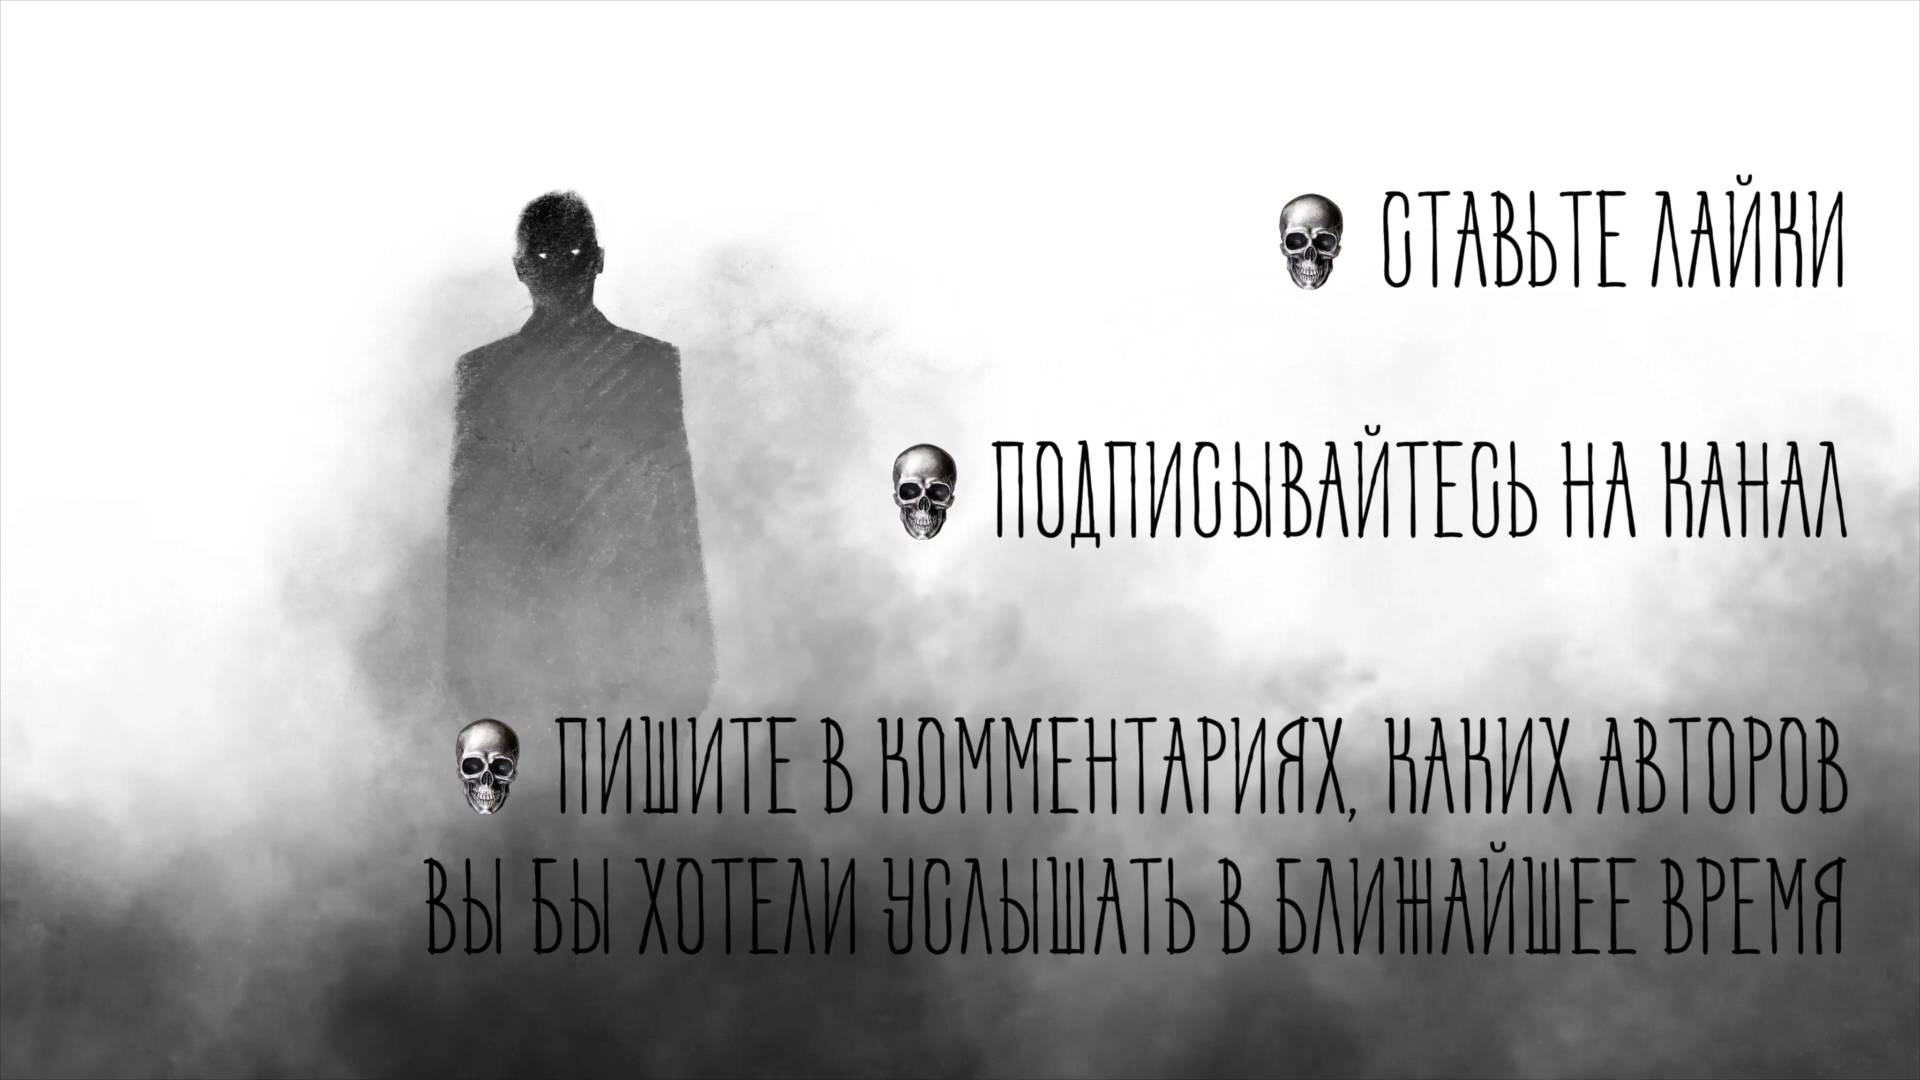 СТАВЬТЕ ЛАЙКИ
ПОДПИСЫВАЙТЕСЬ НА КАНАЛ
ПИШИТЕ В КОММЕНТАРИЯХ, КАКИХ АВТОРОВ
ВЫ БЫ ХОТЕЛИ УСЛЫШАТЬ В БЛИЖАЙШЕЕ ВРЕМЯ